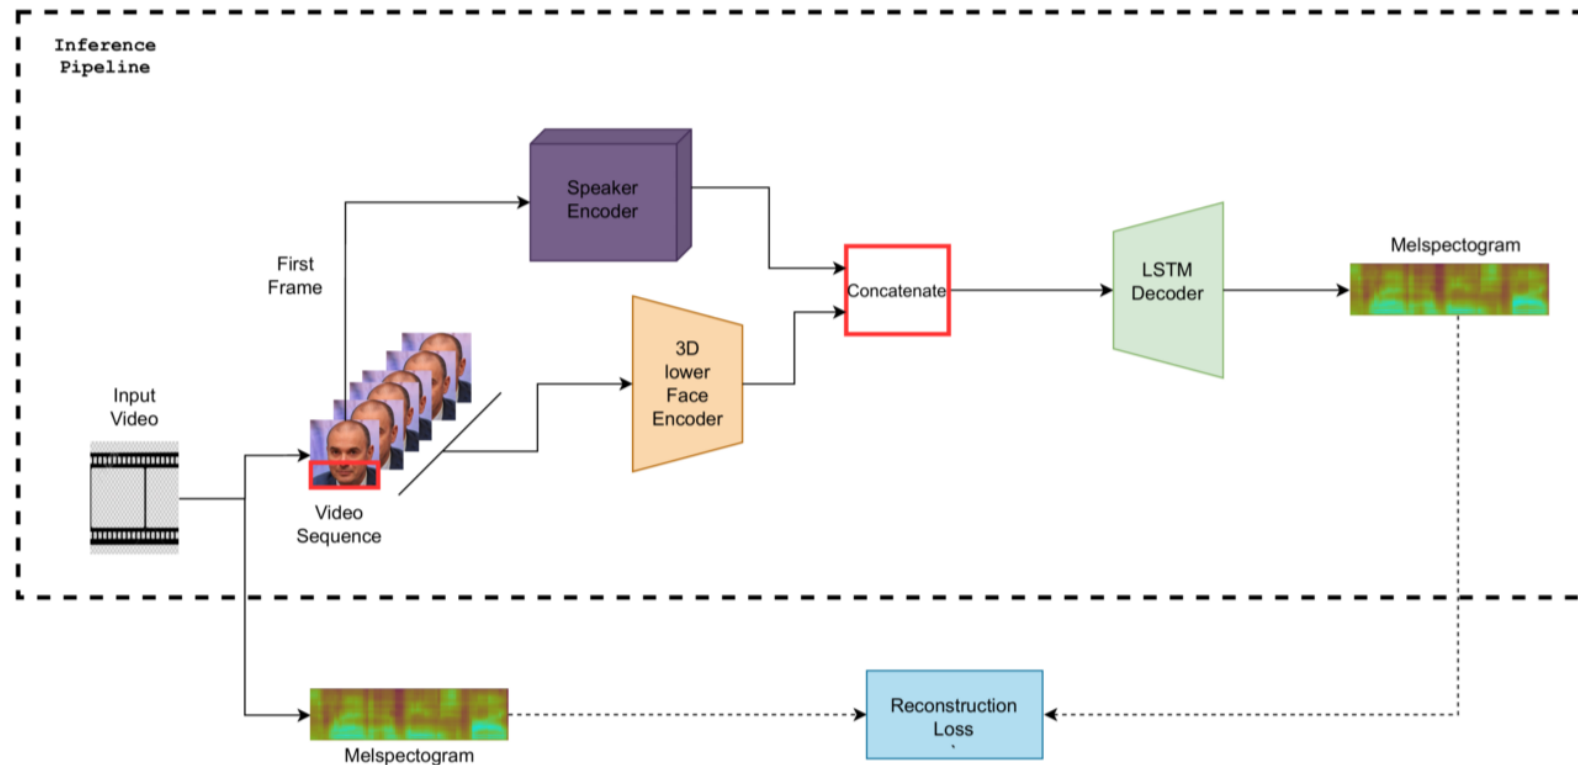 Inference
Pipeline
Speaker
Encoder
First
Frame
Concatenate
LSTM
Decoder
Melspectogram
3D
lower
Face
Encoder
Input
Video
Video
Sequence
Reconstruction
Loss
Melspectogram